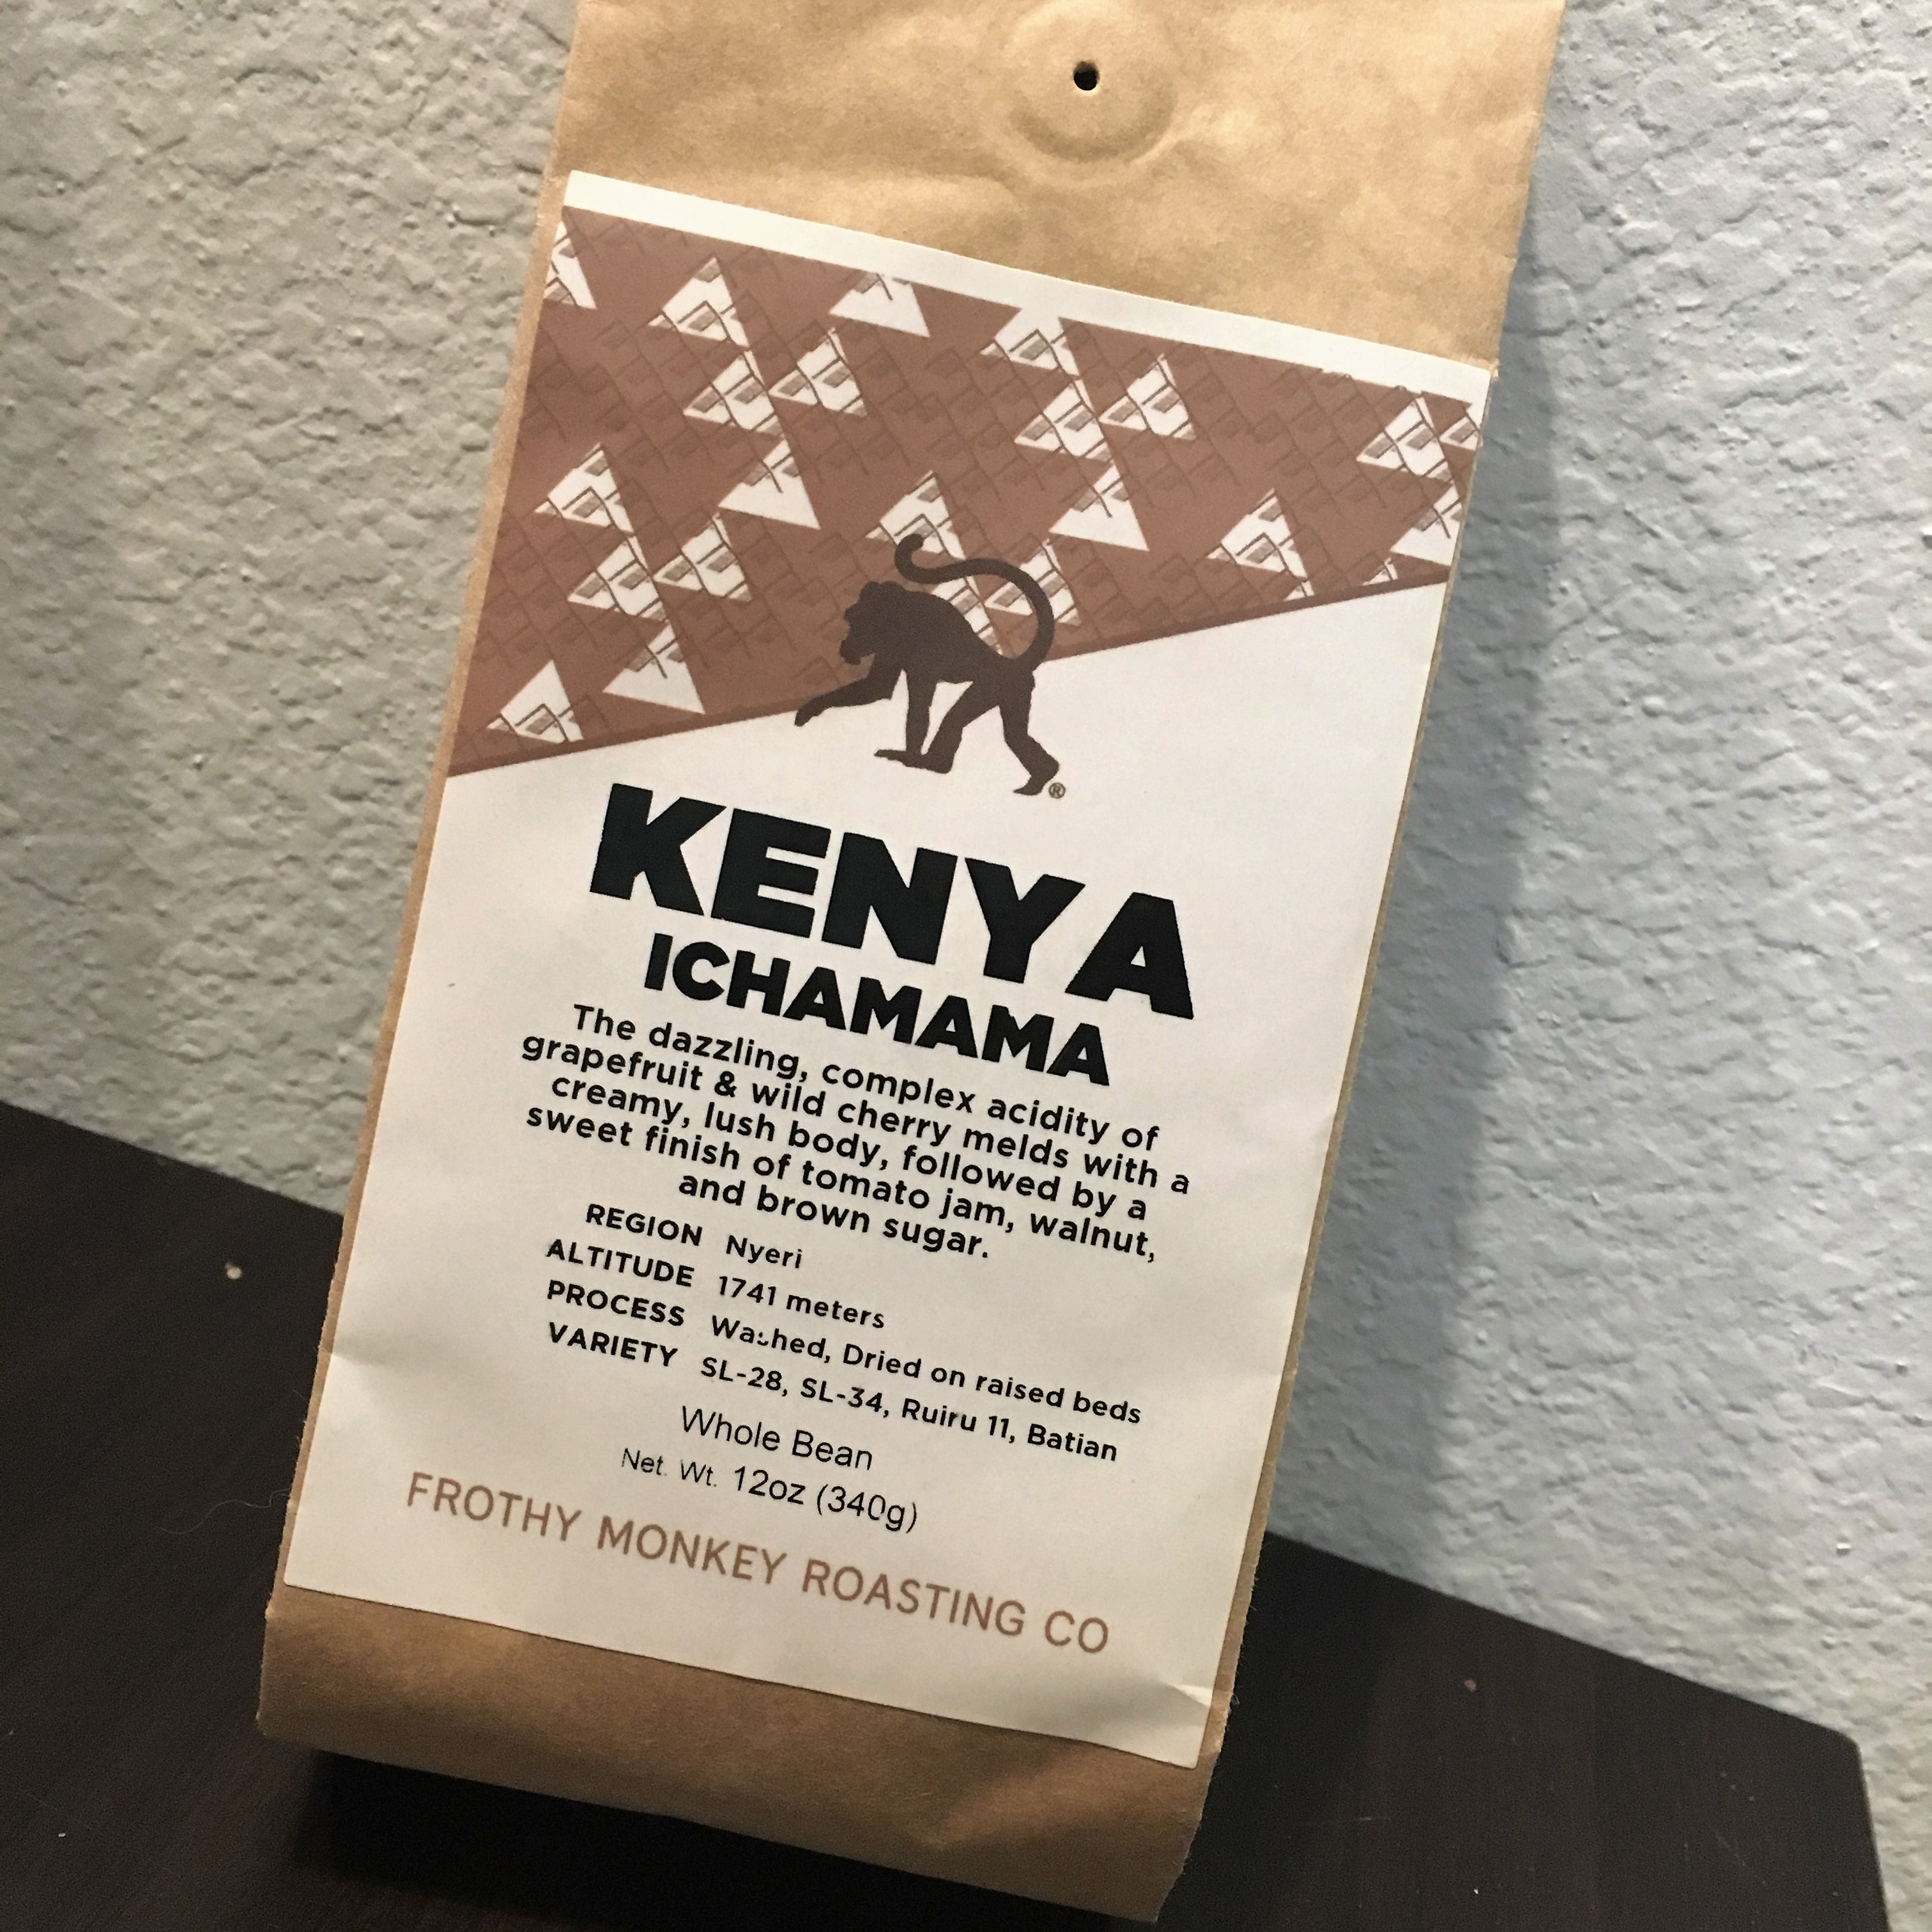 ®
KENYA
ICHAMAMA
The dazzling, complex acidity of
grapefruit & wild cherry melds with a
creamy, lush body, followed by a
sweet finish of tomato jam, walnut,
and brown sugar.
REGION Nyeri
ALTITUDE 1741 meters
PROCESS Washed, Dried on raised beds
VARIETY SL-28, SL-34, Ruiru 11, Batian
Whole Bean
Net. Wt. 12oz (340g)
FROTHY MONKEY ROASTING CO